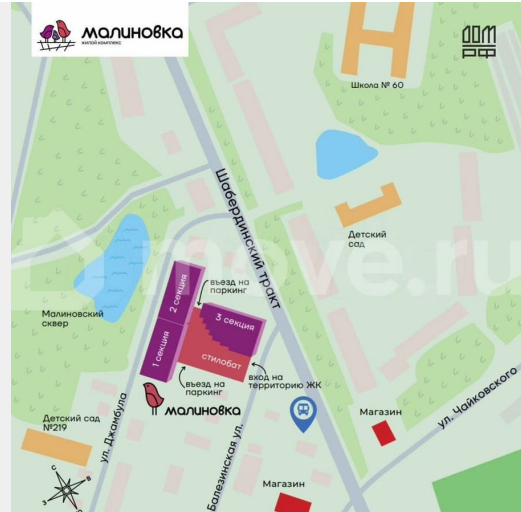 малиновка
жилой комплекс
ДОМ
РФ
Школа № 60
Шабердинский тракт
Детский
сад
move.ru
въезд на
паркинг
2 секция
3 секция
Малиновский
сквер
1 секция
стилобат
въезд на
паркинг
вход на
территорию ЖК
малиновка
Магазин
ул. Чайковского
Детский сад
№219
ул. Джамбула
Балезинская ул.
Магазин
С
В
З
Ю